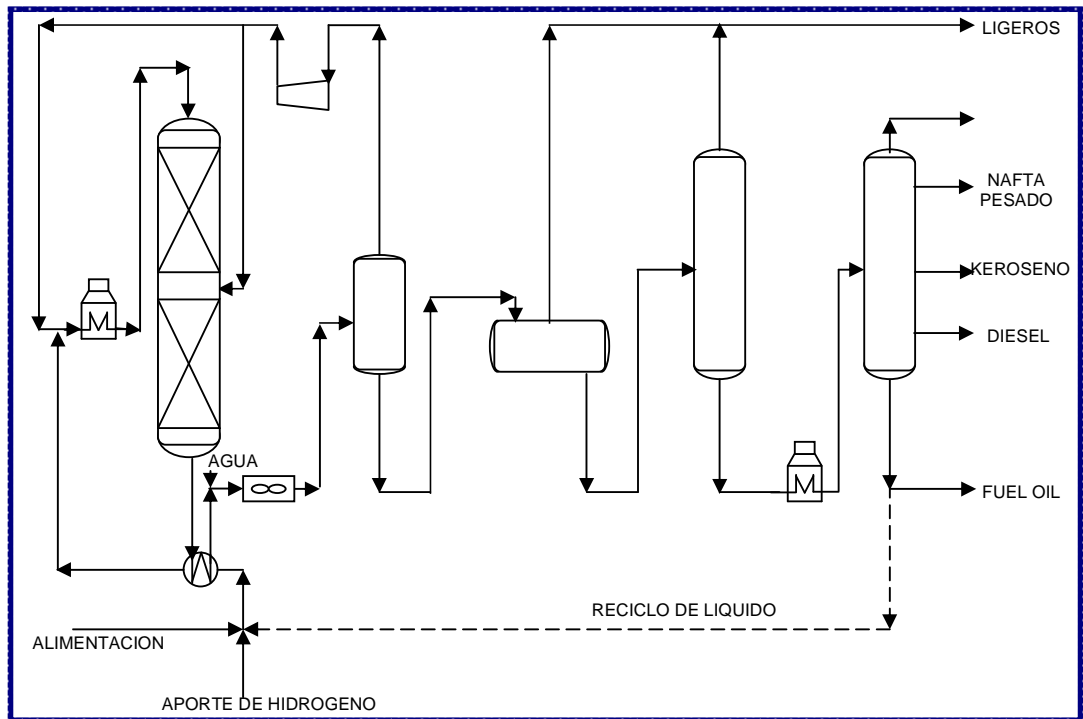 LIGEROS
NAFTA
PESADO
KEROSENO
DIESEL
AGUA
FUEL OIL
RECICLO DE LIQUIDO
ALIMENTACION
APORTE DE HIDROGENO